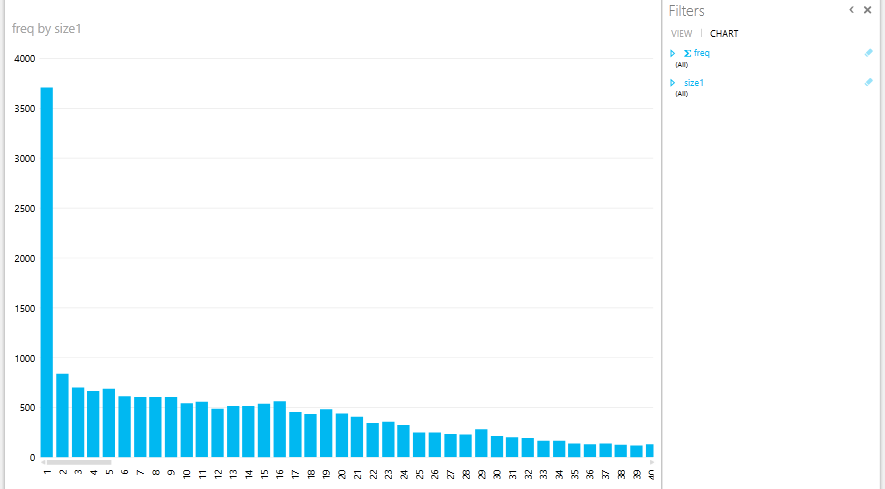 freq by size1
4000
3500
3000
2500
2000
1500
1000
500
0
1 2 3 4 5 6 7 8 9 10 11 12 13 14 15 16 17 18 19 20 21 22 23 24 25 26 27 28 29 30 31 32 33 34 35 36 37 38 39 40
Filters
VIEW | CHART
Σ freq
(All)
size1
(All)